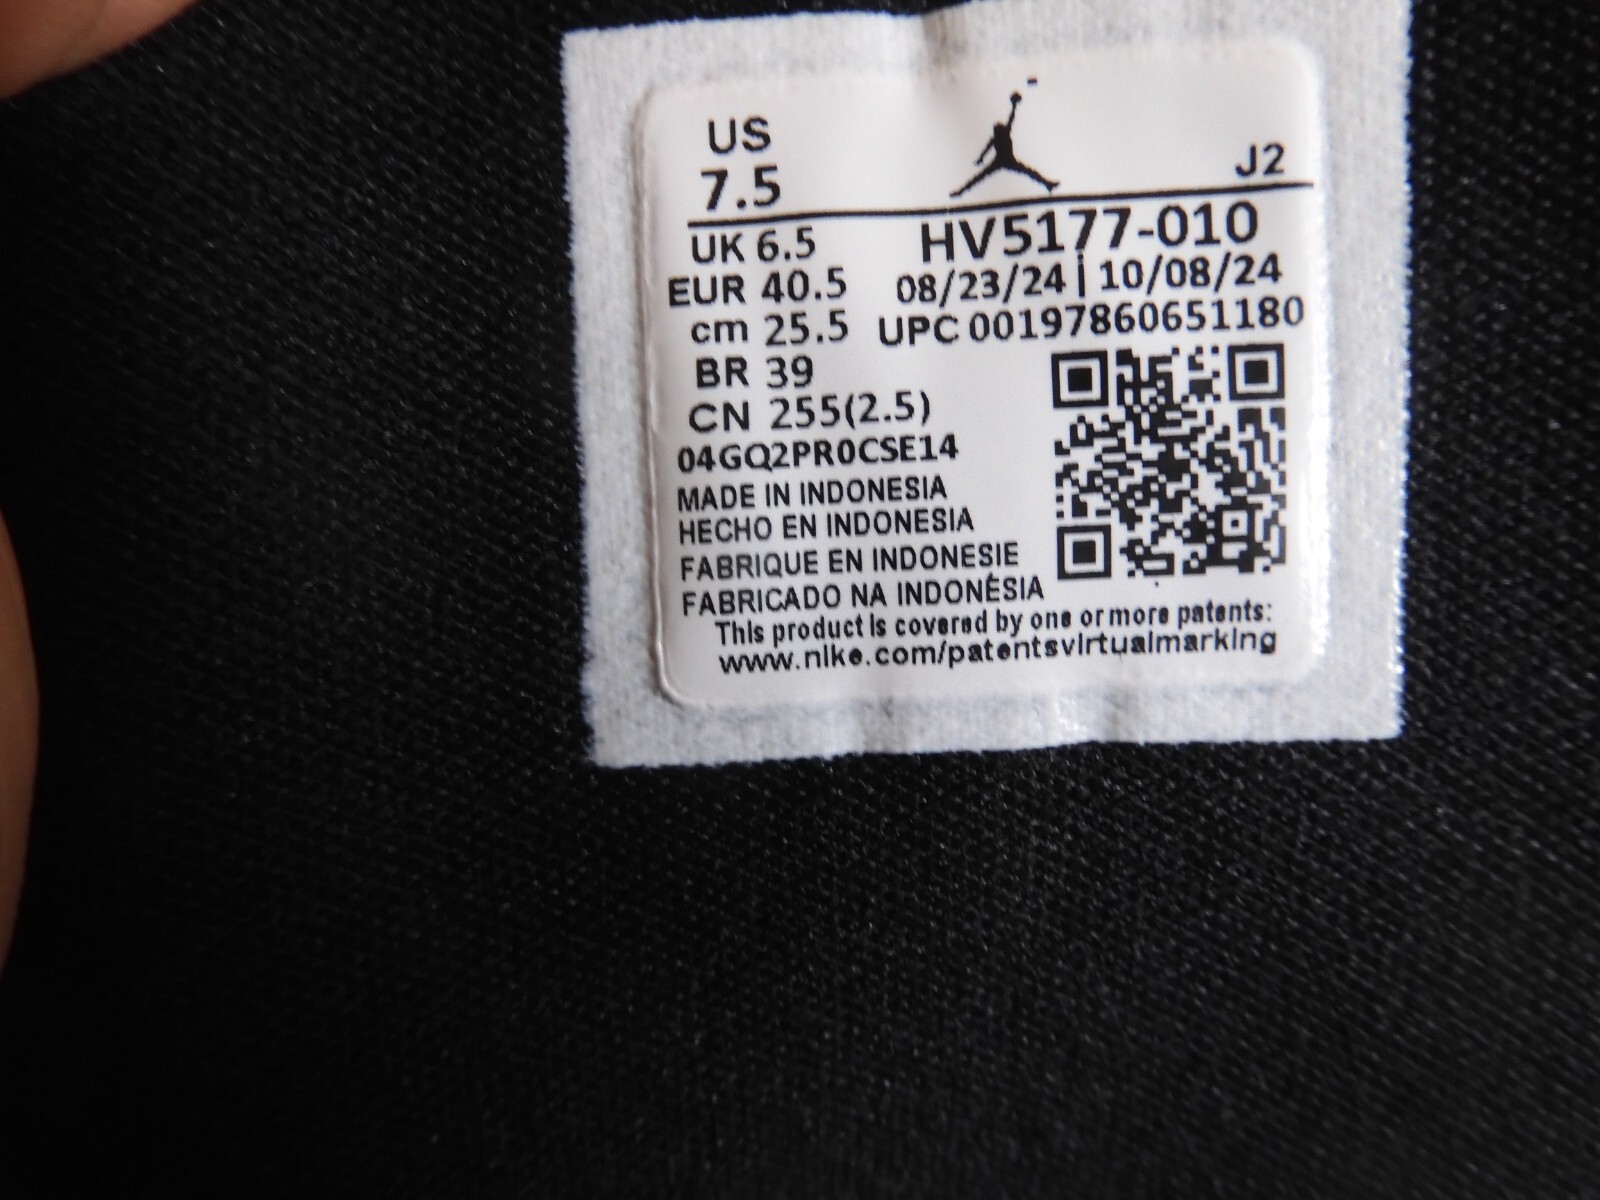 US
7.5
J2
UK 6.5
HV5177-010
EUR 40.5
08/23/24 | 10/08/24
cm 25.5
UPC 00197860651180
BR 39
CN 255(2.5)
04GQ2PR0CSE14
MADE IN INDONESIA
HECHO EN INDONESIA
FABRIQUE EN INDONESIE
FABRICADO NA INDONÉSIA
This product is covered by one or more patents:
www.nike.com/patentsvirtualmarking